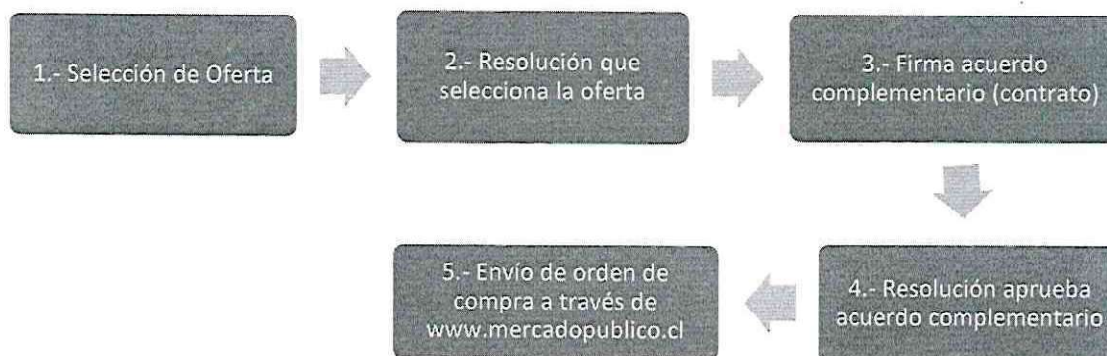 1.- Selección de Oferta
2.- Resolución que
selecciona la oferta
3.- Firma acuerdo
complementario (contrato)
4.- Resolución aprueba
acuerdo complementario
5.- Envío de orden de
compra a través de
www.mercadopublico.cl